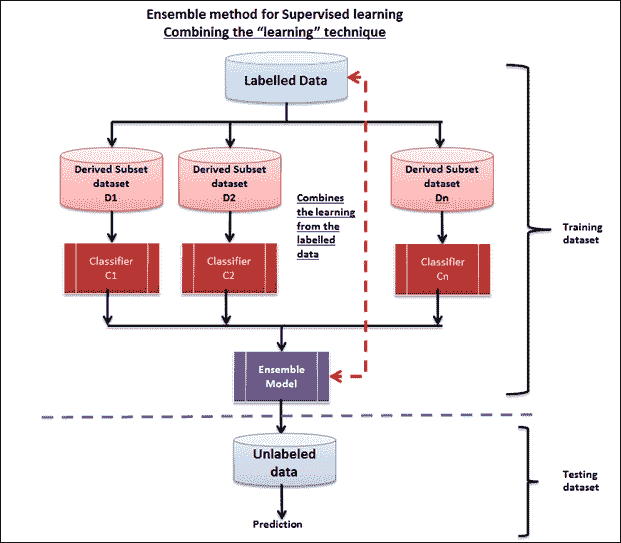 Ensemble method for Supervised learning
Combining the “learning” technique
Labelled Data
Derived Subset
dataset
D1
Derived Subset
dataset
D2
Derived Subset
dataset
Dn
Combines
the learning
from the
labelled
data
Training
dataset
Classifier
C1
Classifier
C2
Classifier
Cn
Ensemble
Model
Unlabeled
data
Testing
dataset
Prediction